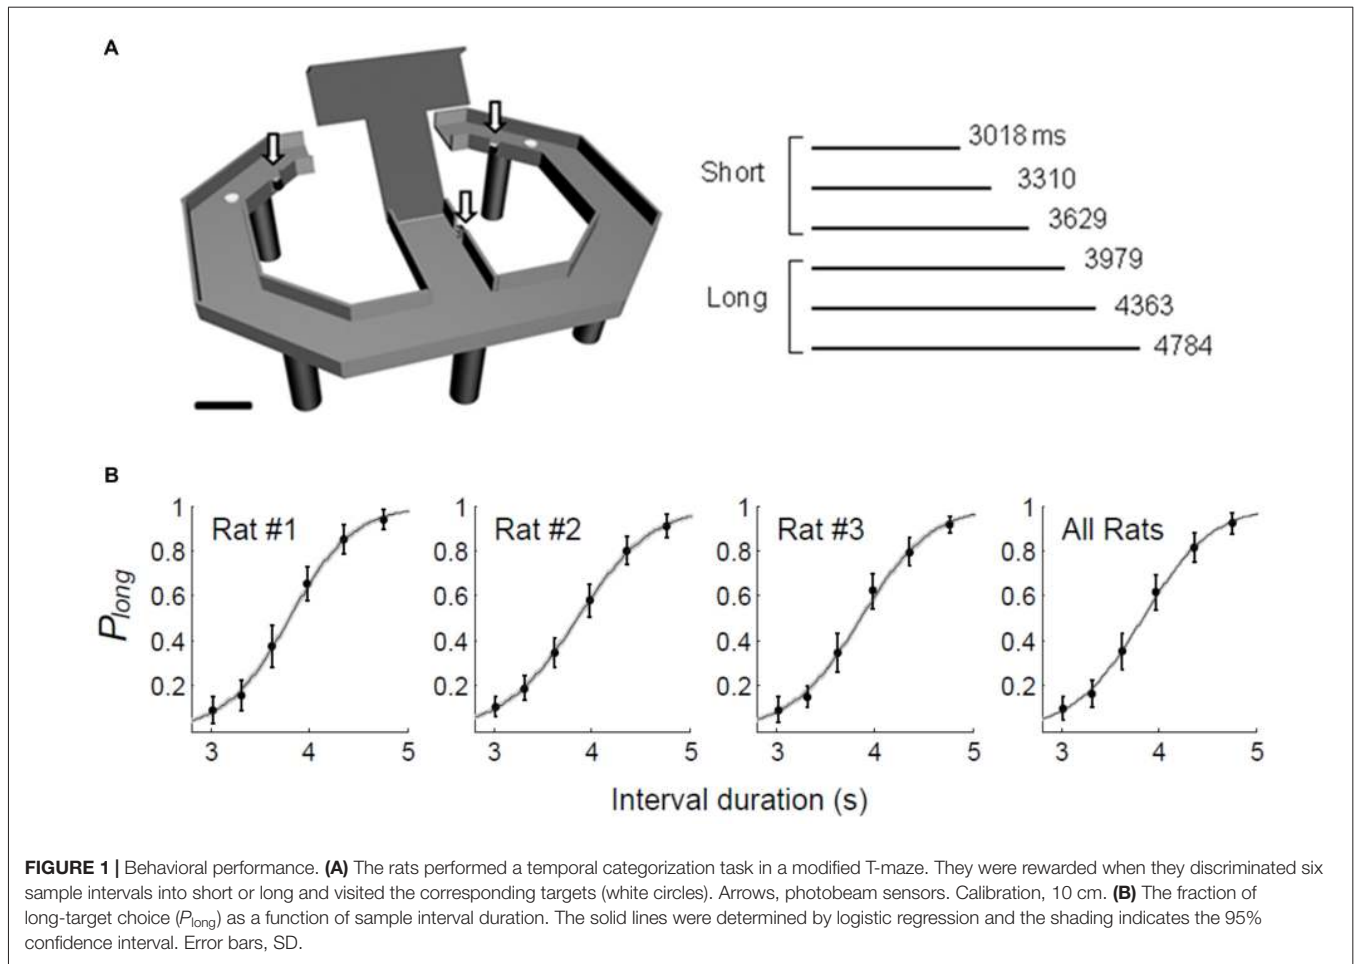 A
3018 ms
Short
3310
3629
3979
Long
4363
4784
B
1
0.8
0.6
0.4
0.2
Plong
Rat #1
3 4 5
1
0.8
0.6
0.4
0.2
Rat #2
3 4 5
1
0.8
0.6
0.4
0.2
Rat #3
3 4 5
1
0.8
0.6
0.4
0.2
All Rats
3 4 5
Interval duration (s)
FIGURE 1 | Behavioral performance. (A) The rats performed a temporal categorization task in a modified T-maze. They were rewarded when they discriminated six
sample intervals into short or long and visited the corresponding targets (white circles). Arrows, photobeam sensors. Calibration, 10 cm. (B) The fraction of
long-target choice (Plong) as a function of sample interval duration. The solid lines were determined by logistic regression and the shading indicates the 95%
confidence interval. Error bars, SD.